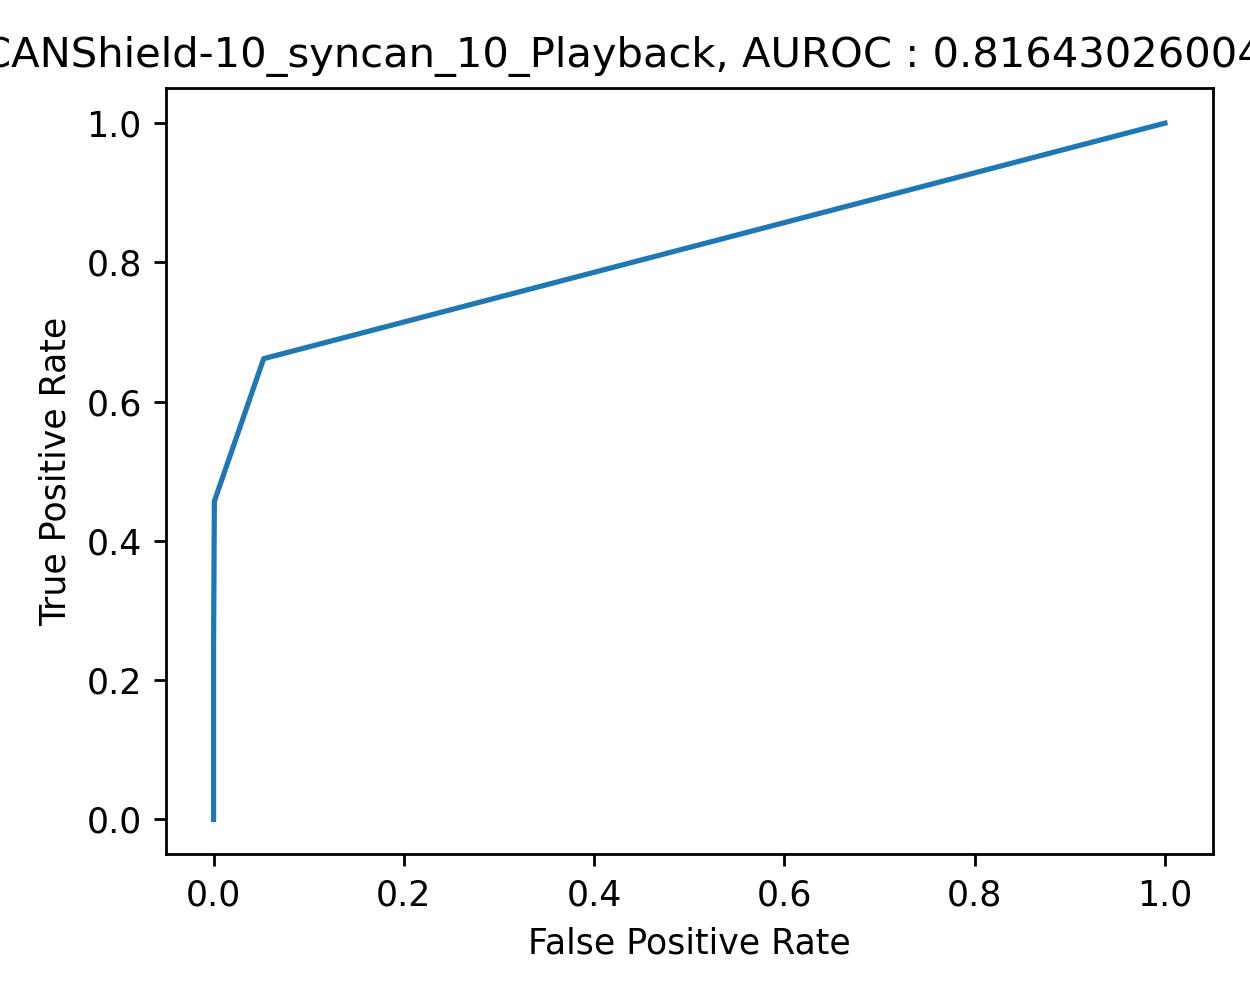 CANShield-10_syncan_10_Playback, AUROC : 0.81643026004
1.0
0.8
0.6
0.4
0.2
0.0
True Positive Rate
0.0 0.2 0.4 0.6 0.8 1.0
False Positive Rate